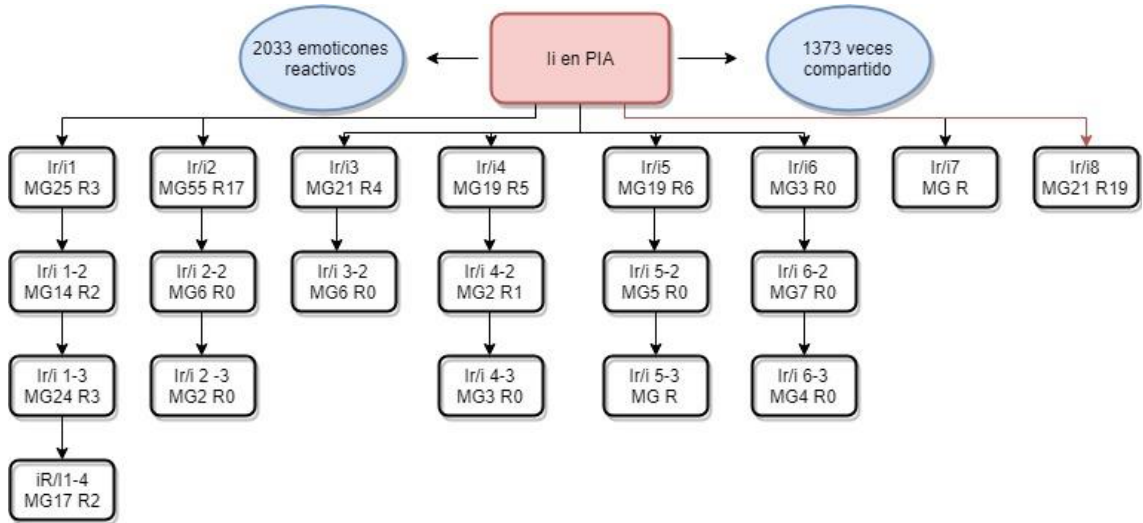 2033 emoticones
reactivos
Ii en PIA
1373 veces
compartido
Ir/i1
MG25 R3
Ir/i2
MG55 R17
Ir/i3
MG21 R4
Ir/i4
MG19 R5
Ir/i5
MG19 R6
Ir/i6
MG3 R0
Ir/i7
MG R
Ir/i8
MG21 R19
Ir/i 1-2
MG14 R2
Ir/i 2-2
MG6 R0
Ir/i 3-2
MG6 R0
Ir/i 4-2
MG2 R1
Ir/i 5-2
MG5 R0
Ir/i 6-2
MG7 R0
Ir/i 1-3
MG24 R3
Ir/i 2 -3
MG2 R0
Ir/i 4-3
MG3 R0
Ir/i 5-3
MG R
Ir/i 6-3
MG4 R0
iR/I1-4
MG17 R2